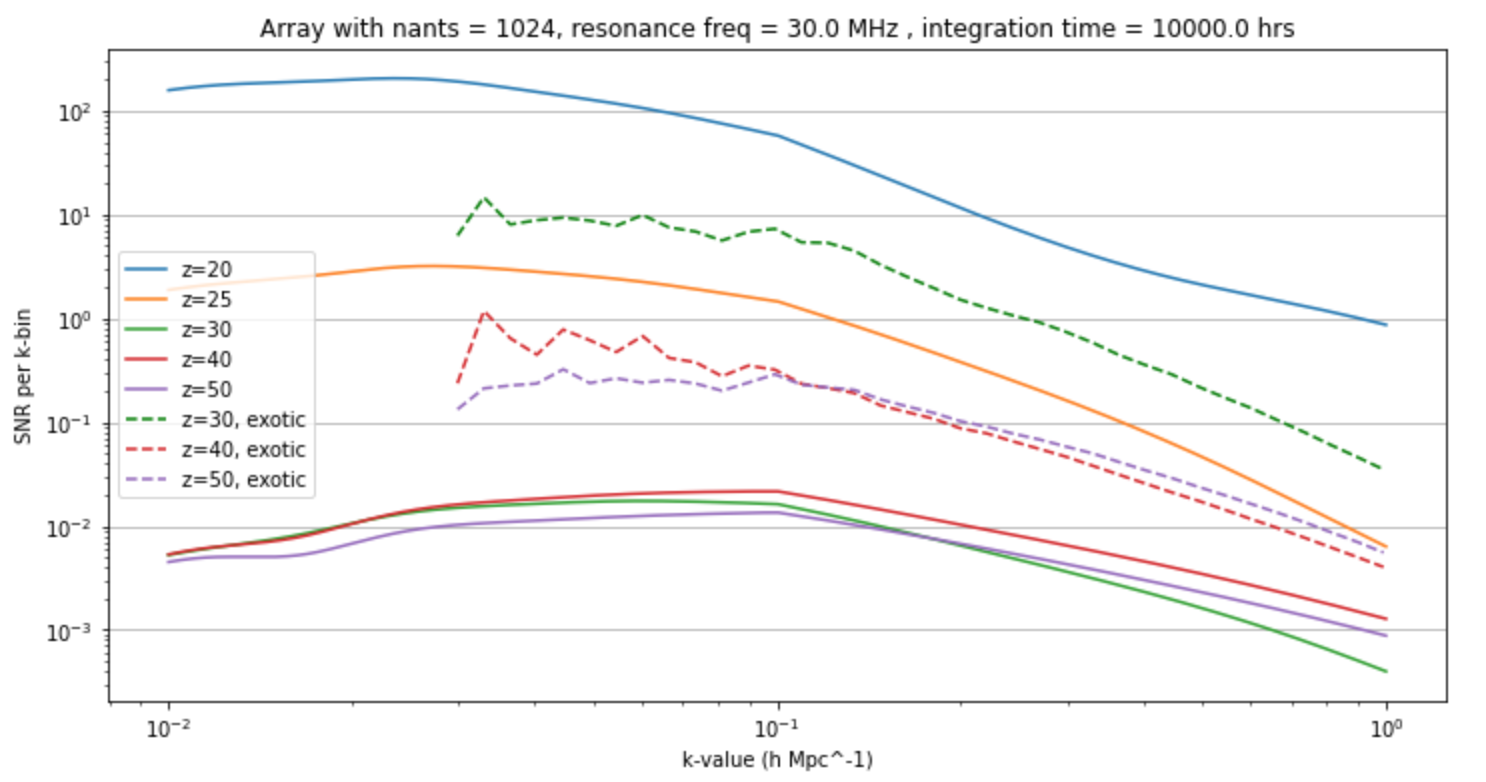 Array with nants = 1024, resonance freq = 30.0 MHz , integration time = 10000.0 hrs
SNR per k-bin
10^2
10^1
10^0
10^-1
10^-2
10^-3
z=20
z=25
z=30
z=40
z=50
z=30, exotic
z=40, exotic
z=50, exotic
10^-2
10^-1
10^0
k-value (h Mpc^-1)